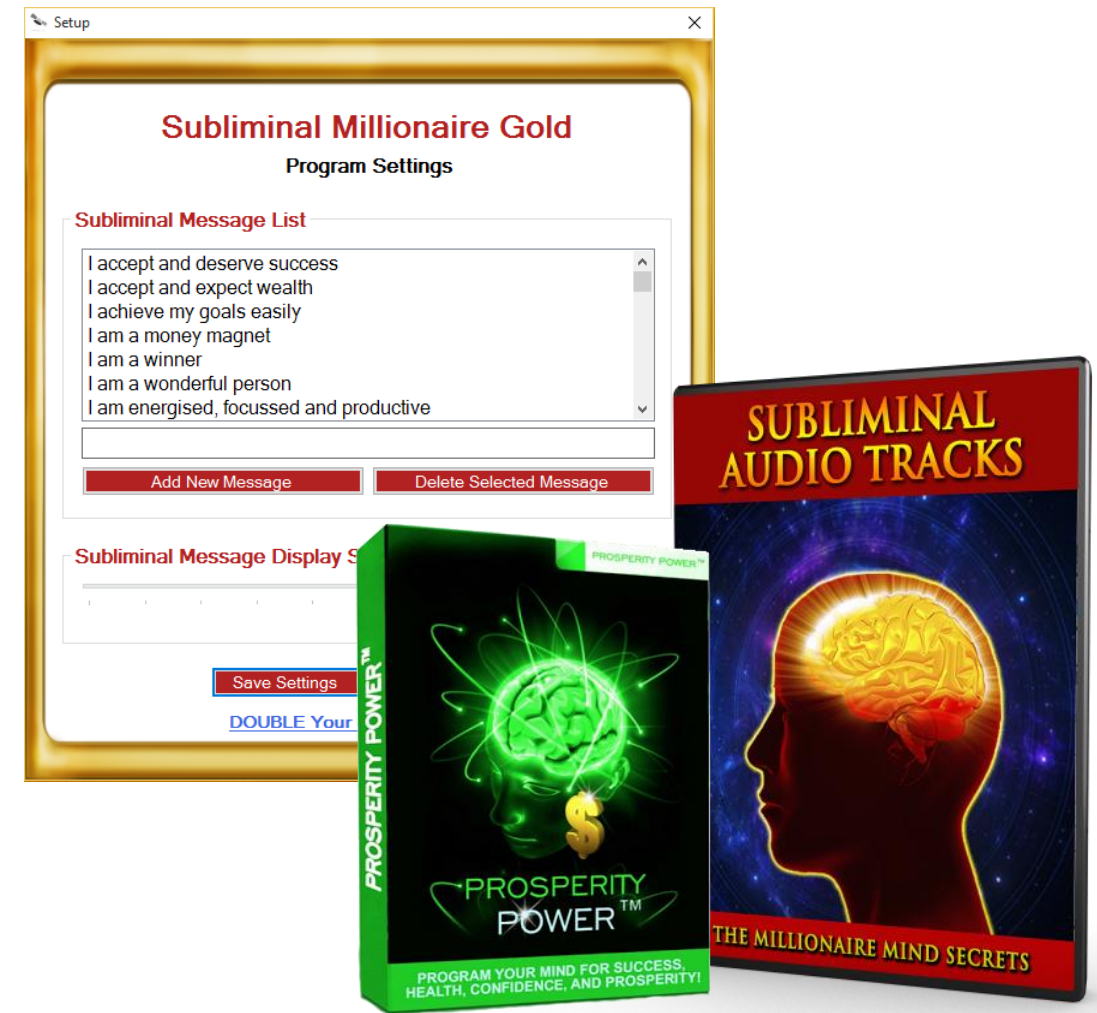 Setup
Subliminal Millionaire Gold
Program Settings
Subliminal Message List
I accept and deserve success
I accept and expect wealth
I achieve my goals easily
I am a money magnet
I am a winner
I am a wonderful person
I am energised, focussed and productive
Add New Message
Delete Selected Message
Subliminal Message Display S
Save Settings
DOUBLE Your
PROSPERITY POWER™
PROSPERITY POWER™
PROSPERITY
POWER™
PROGRAM YOUR MIND FOR SUCCESS,
HEALTH, CONFIDENCE, AND PROSPERITY!
SUBLIMINAL
AUDIO TRACKS
THE MILLIONAIRE MIND SECRETS